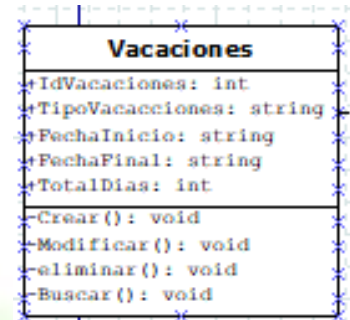 Vacaciones
+IdVacaciones: int
+TipoVacacciones: string
+FechaInicio: string
+FechaFinal: string
+TotalDias: int
-Crear(): void
-Modificar(): void
-eliminar(): void
-Buscar(): void